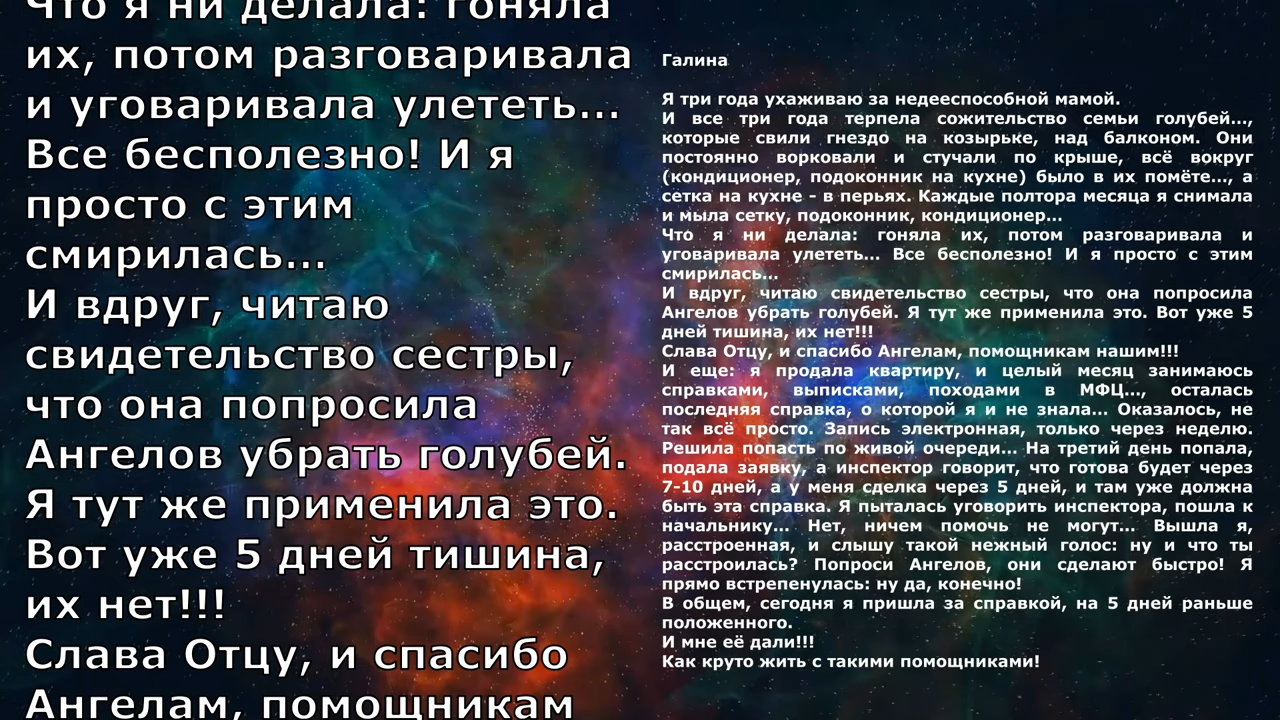 Что я ни делала: гоняла
их, потом разговаривала
и уговаривала улететь...
Все бесполезно! И я
просто с этим
смирилась...
И вдруг, читаю
свидетельство сестры,
что она попросила
Ангелов убрать голубей.
Я тут же применила это.
Вот уже 5 дней тишина,
их нет!!!
Слава Отцу, и спасибо
Ангелам, помощникам
Галина
Я три года ухаживаю за недееспособной мамой.
И все три года терпела сожительство семьи голубей...,
которые свили гнездо на козырьке, над балконом. Они
постоянно ворковали и стучали по крыше, всё вокруг
(кондиционер, подоконник на кухне) было в их помёте..., а
сетка на кухне - в перьях. Каждые полтора месяца я снимала
и мыла сетку, подоконник, кондиционер...
Что я ни делала: гоняла их, потом разговаривала и
уговаривала улететь... Все бесполезно! И я просто с этим
смирилась...
И вдруг, читаю свидетельство сестры, что она попросила
Ангелов убрать голубей. Я тут же применила это. Вот уже 5
дней тишина, их нет!!!
Слава Отцу, и спасибо Ангелам, помощникам нашим!!!
И еще: я продала квартиру, и целый месяц занимаюсь
справками, выписками, походами в МФЦ..., осталась
последняя справка, о которой я и не знала... Оказалось, не
так всё просто. Запись электронная, только через неделю.
Решила попасть по живой очереди... На третий день попала,
подала заявку, а инспектор говорит, что готова будет через
7-10 дней, а у меня сделка через 5 дней, и там уже должна
быть эта справка. Я пыталась уговорить инспектора, пошла к
начальнику... Нет, ничем помочь не могут... Вышла я,
расстроенная, и слышу такой нежный голос: ну и что ты
расстроилась? Попроси Ангелов, они сделают быстро! Я
прямо встрепенулась: ну да, конечно!
В общем, сегодня я пришла за справкой, на 5 дней раньше
положенного.
И мне её дали!!!
Как круто жить с такими помощниками!